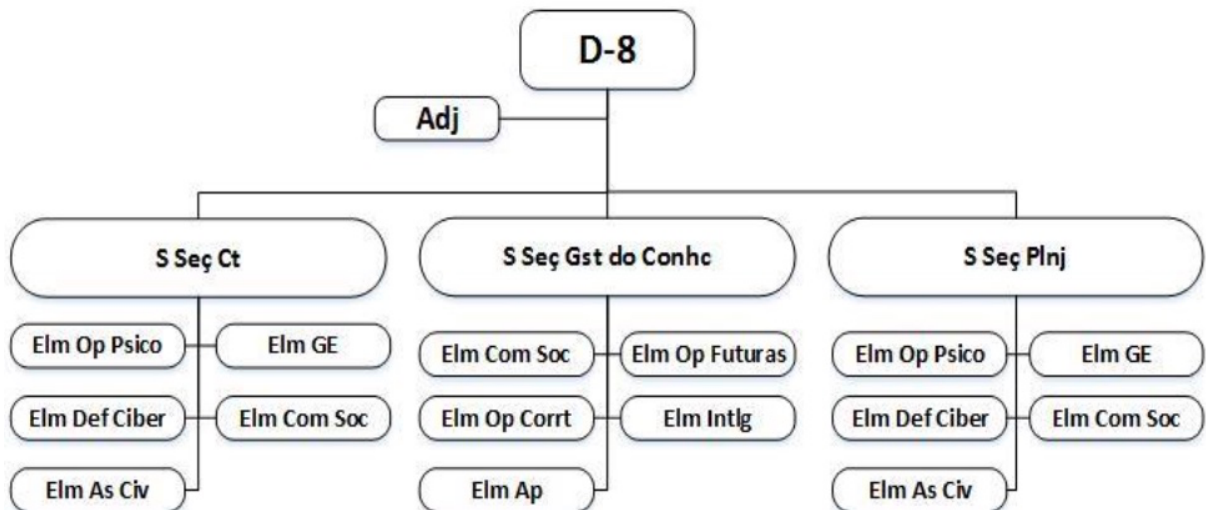 D-8
Adj
S Seç Ct
S Seç Gst do Conhc
S Seç Plnj
Elm Op Psico
Elm GE
Elm Def Ciber
Elm Com Soc
Elm As Civ
Elm Com Soc
Elm Op Futuras
Elm Op Corrt
Elm Intlg
Elm Ap
Elm Op Psico
Elm GE
Elm Def Ciber
Elm Com Soc
Elm As Civ